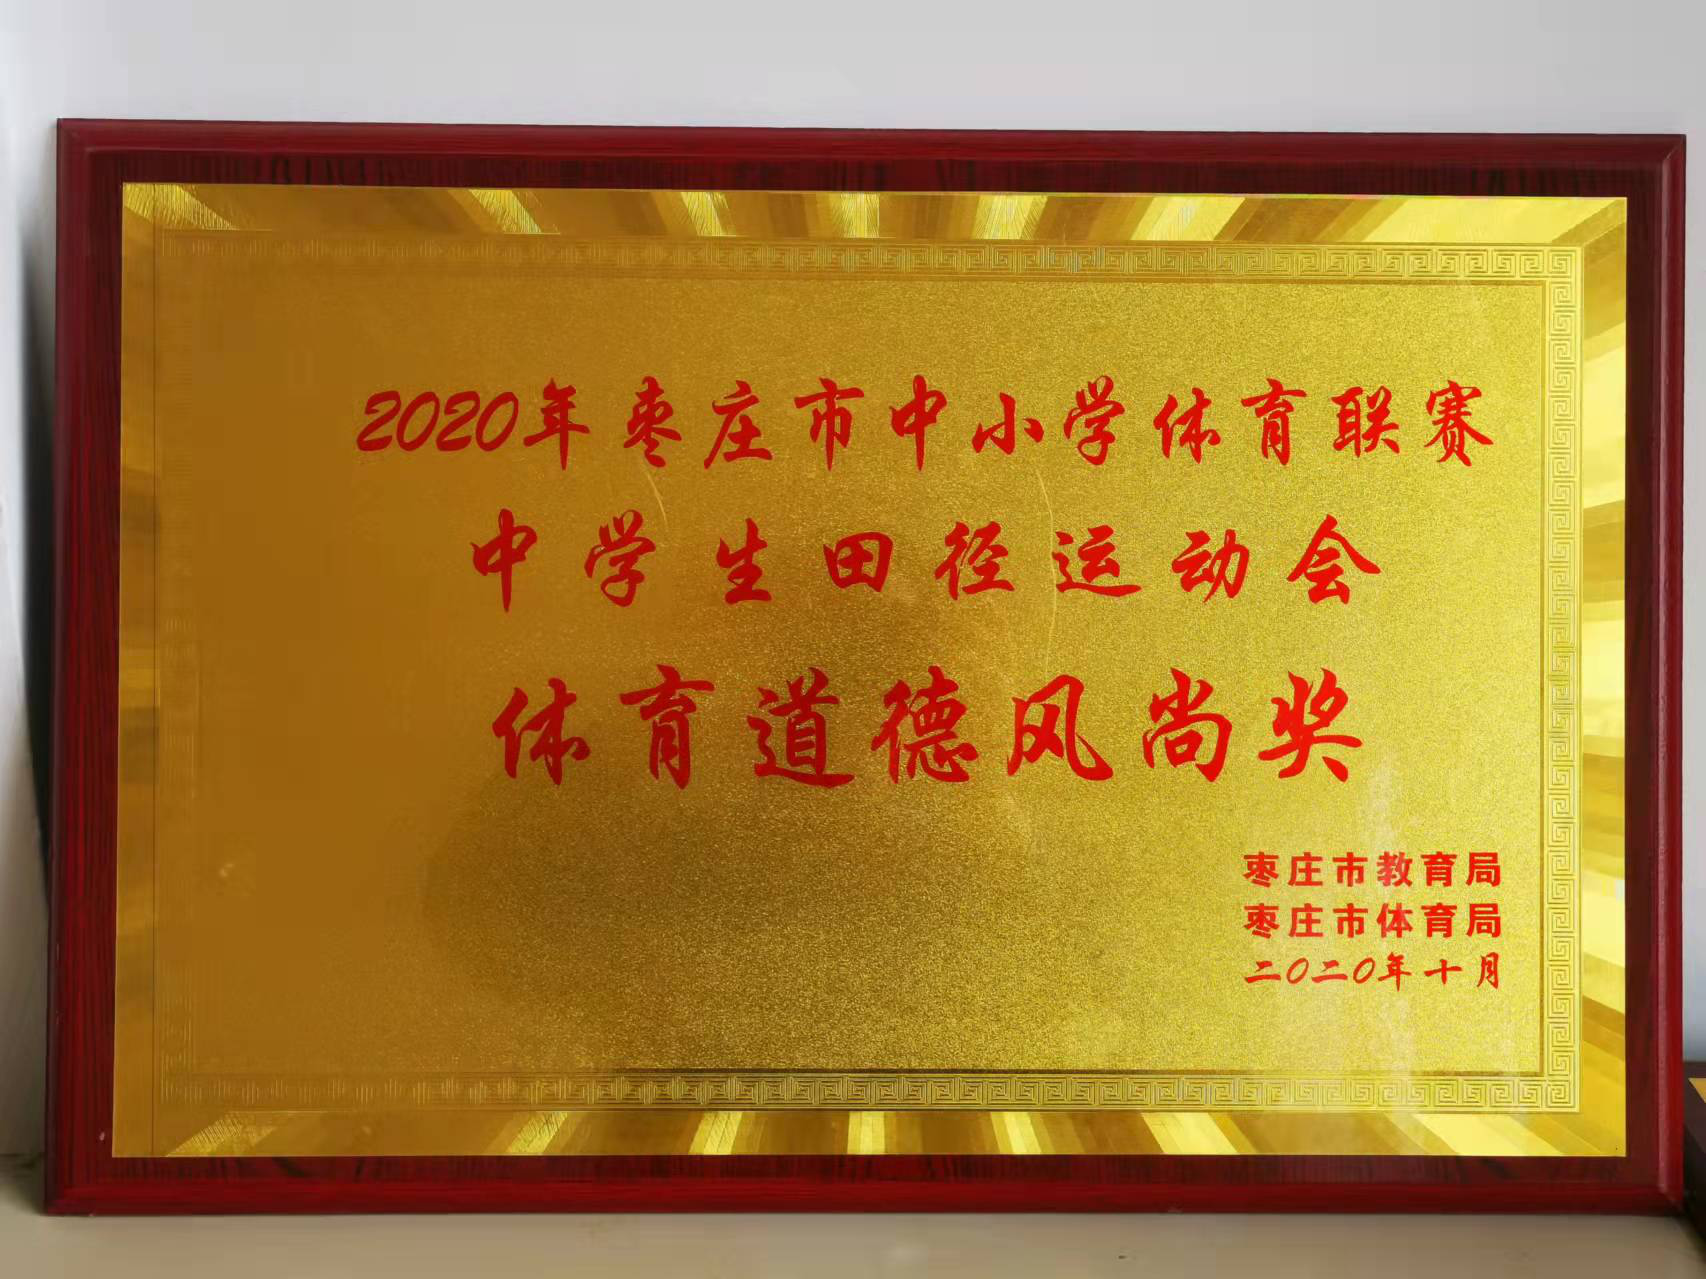 2020年枣庄市中小学体育联赛
中学生田径运动会
体育道德风尚奖
枣庄市教育局
枣庄市体育局
二〇二〇年十月